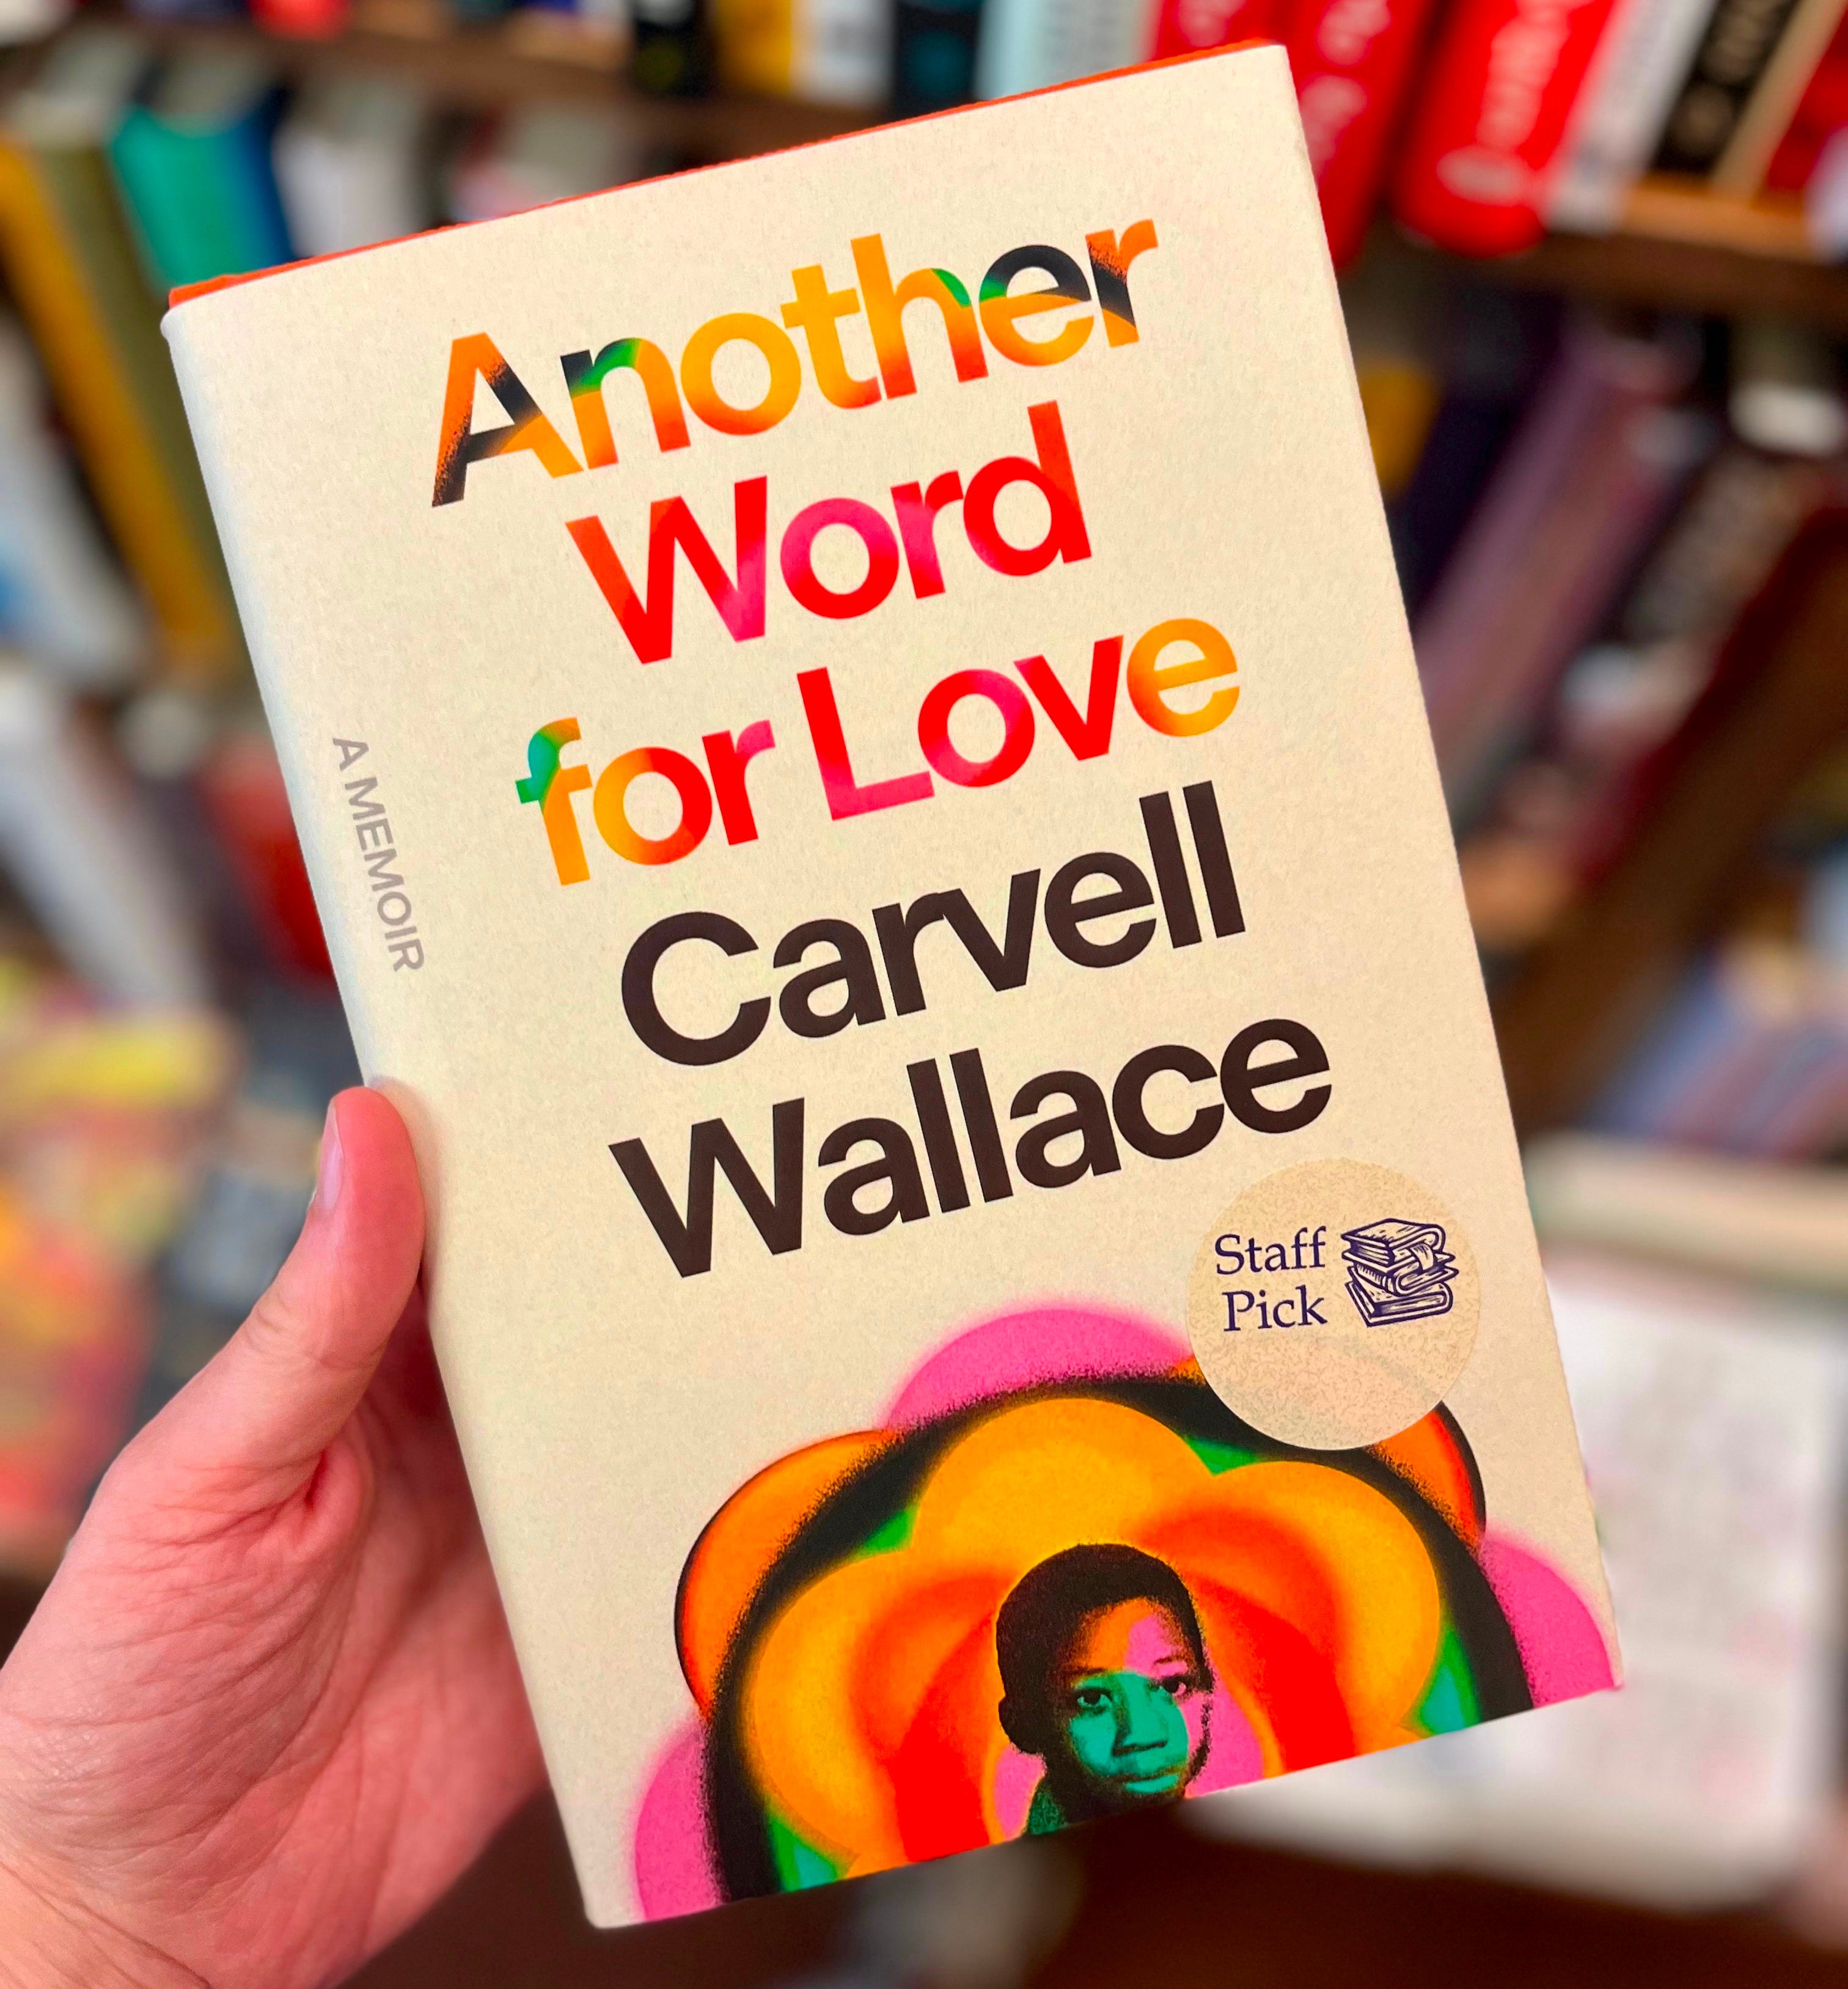 Another
Word
for Love
Carvell
Wallace
A MEMOIR
Staff
Pick